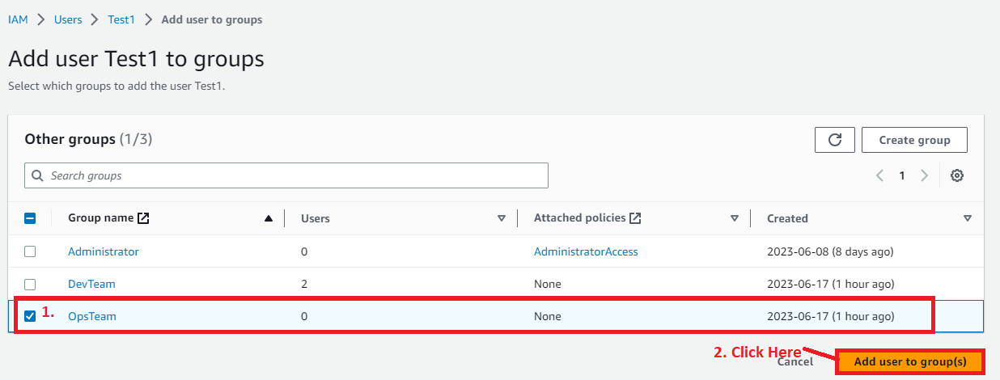 IAM > Users > Test1 > Add user to groups
Add user Test1 to groups
Select which groups to add the user Test1.
Other groups (1/3)
Create group
Search groups
1
Group name Users Attached policies Created
Administrator 0 AdministratorAccess 2023-06-08 (8 days ago)
DevTeam 2 None 2023-06-17 (1 hour ago)
1. OpsTeam 0 None 2023-06-17 (1 hour ago)
2. Click Here
Cancel Add user to group(s)